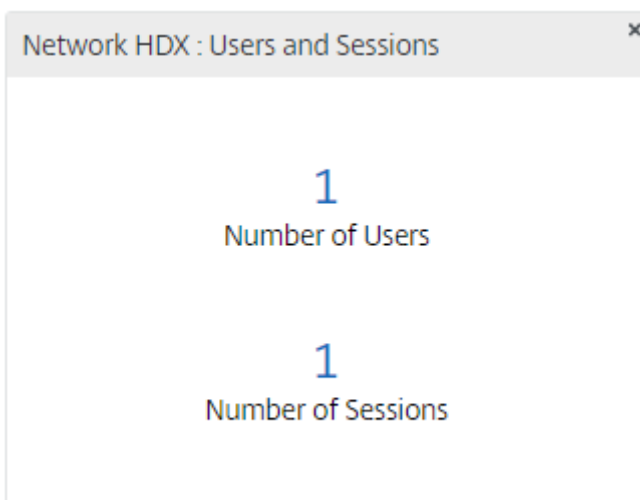 Network HDX : Users and Sessions
1
Number of Users
1
Number of Sessions